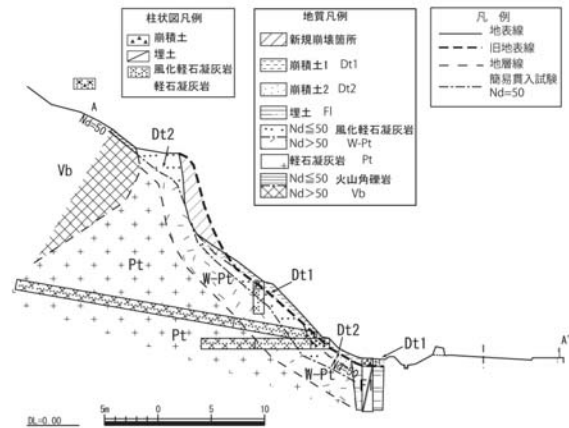 柱状図凡例
崩積土
埋土
風化軽石凝灰岩
軽石凝灰岩
地質凡例
新規崩壊箇所
崩積土1 Dt1
崩積土2 Dt2
埋土 Fl
Nd≦50 風化軽石凝灰岩
Nd>50 W-Pt
軽石凝灰岩 Pt
Nd≦50 火山角礫岩
Nd>50 Vb
凡 例
地表線
旧地表線
地層線
簡易貫入試験
Nd=50
A
Nd=50
Dt2
Vb
Pt
W-Pt
Dt1
Pt
Dt2
Dt1
A'
W-Pt
Nd=50
DL=0.00
5m 0 5 10